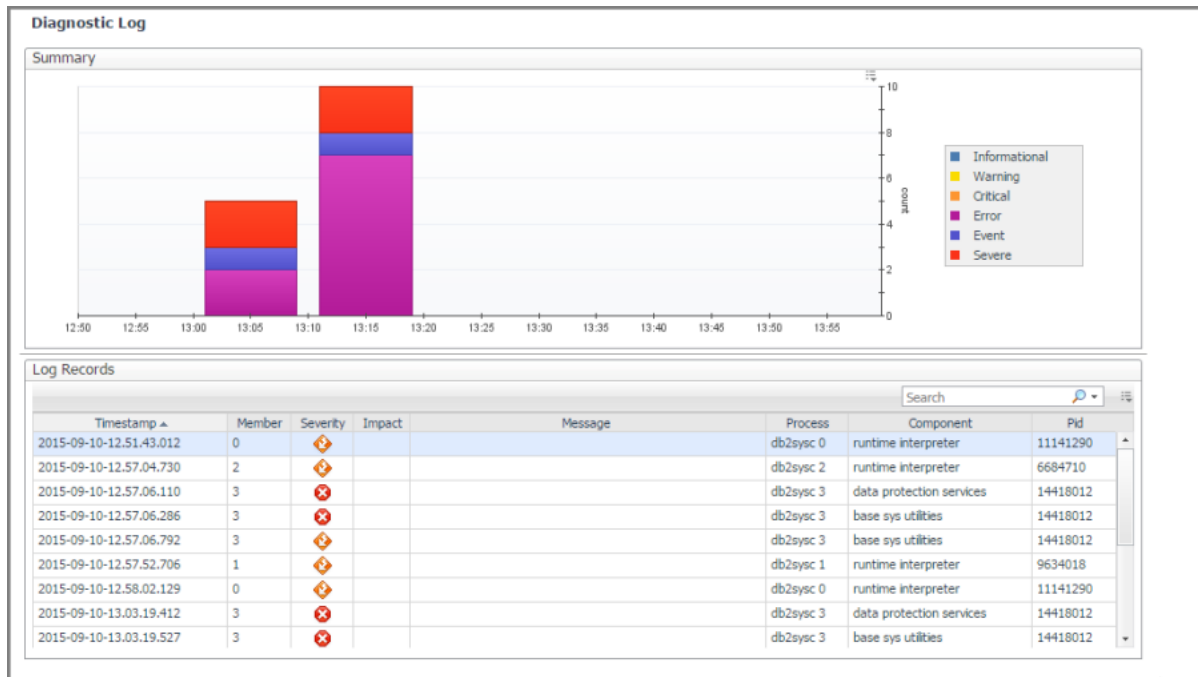 Diagnostic Log
Summary
10
8
6
4
2
0
count
12:50 12:55 13:00 13:05 13:10 13:15 13:20 13:25 13:30 13:35 13:40 13:45 13:50 13:55
Informational
Warning
Critical
Error
Event
Severe
Log Records
Search
Timestamp Member Severity Impact Message Process Component Pid
2015-09-10-12.51.43.012 0 db2sysc 0 runtime interpreter 11141290
2015-09-10-12.57.04.730 2 db2sysc 2 runtime interpreter 6684710
2015-09-10-12.57.06.110 3 db2sysc 3 data protection services 14418012
2015-09-10-12.57.06.286 3 db2sysc 3 base sys utilities 14418012
2015-09-10-12.57.06.792 3 db2sysc 3 base sys utilities 14418012
2015-09-10-12.57.52.706 1 db2sysc 1 runtime interpreter 9634018
2015-09-10-12.58.02.129 0 db2sysc 0 runtime interpreter 11141290
2015-09-10-13.03.19.412 3 db2sysc 3 data protection services 14418012
2015-09-10-13.03.19.527 3 db2sysc 3 base sys utilities 14418012